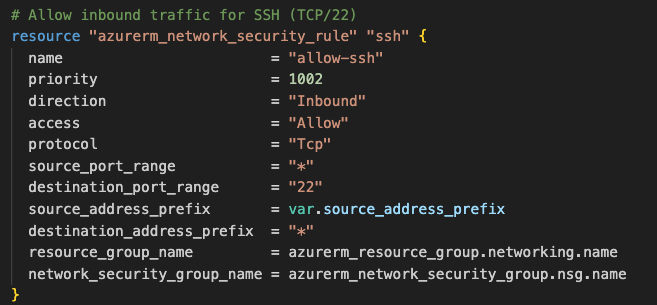 # Allow inbound traffic for SSH (TCP/22)
resource "azurerm_network_security_rule" "ssh" {
  name                        = "allow-ssh"
  priority                    = 1002
  direction                   = "Inbound"
  access                      = "Allow"
  protocol                    = "Tcp"
  source_port_range           = "*"
  destination_port_range      = "22"
  source_address_prefix       = var.source_address_prefix
  destination_address_prefix  = "*"
  resource_group_name         = azurerm_resource_group.networking.name
  network_security_group_name = azurerm_network_security_group.nsg.name
}